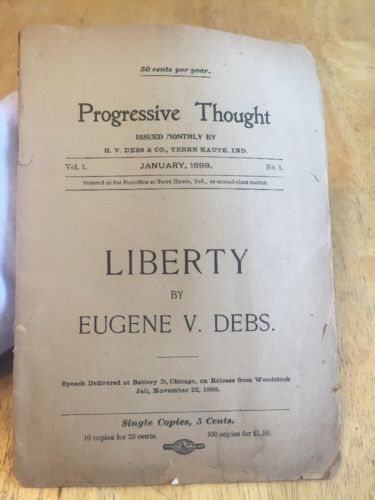 50 cents per year.
Progressive Thought
ISSUED MONTHLY BY
E. V. DEBS & CO., TERRE HAUTE, IND.
Vol. 1. JANUARY, 1899. No. 1.
Entered at the Postoffice at Terre Haute, Ind., as second-class matter.
LIBERTY
BY
EUGENE V. DEBS.
Speech Delivered at Battery D, Chicago, on Release from Woodstock
Jail, November 22, 1895.
Single Copies, 5 Cents.
10 copies for 25 cents. 100 copies for $1.50.